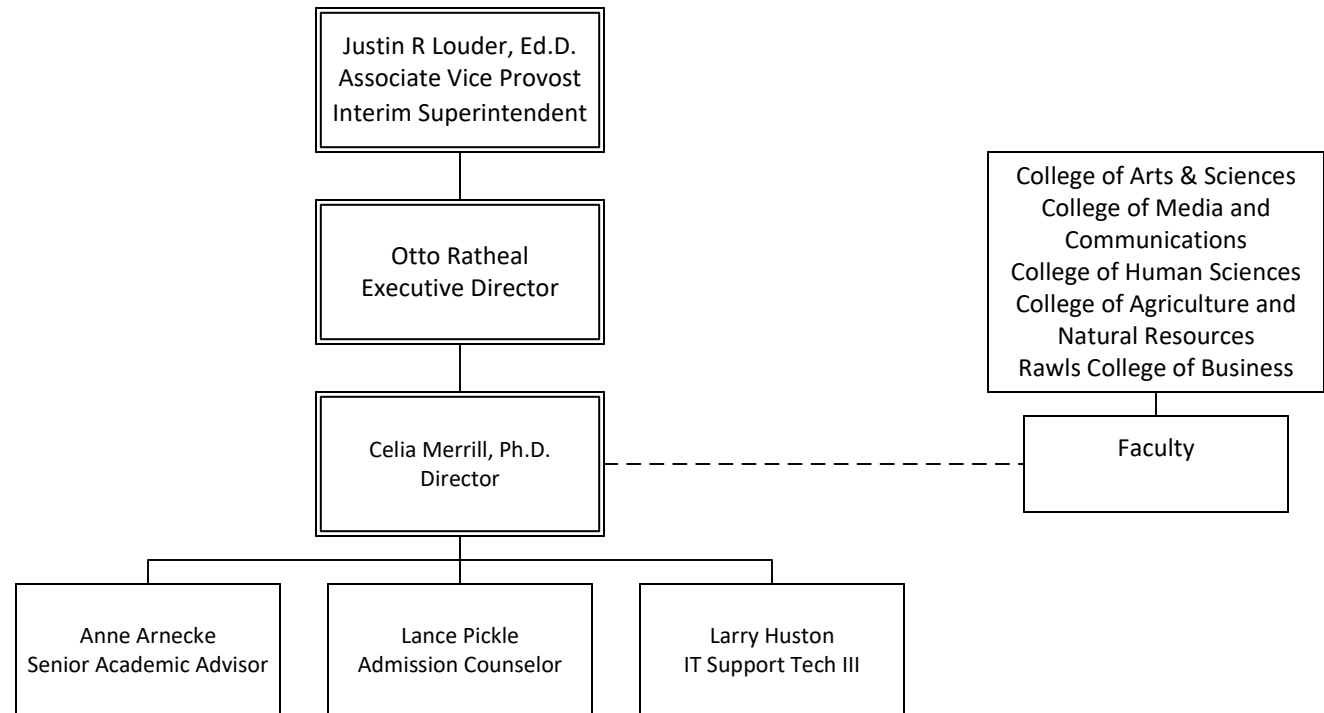 Justin R Louder, Ed.D.
Associate Vice Provost
Interim Superintendent
Otto Ratheal
Executive Director
College of Arts & Sciences
College of Media and
Communications
College of Human Sciences
College of Agriculture and
Natural Resources
Rawls College of Business
Celia Merrill, Ph.D.
Director
Faculty
Anne Arnecke
Senior Academic Advisor
Lance Pickle
Admission Counselor
Larry Huston
IT Support Tech III